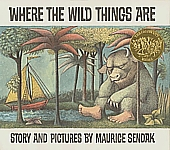 WHERE THE WILD THINGS ARE
STORY AND PICTURES BY MAURICE SENDAK